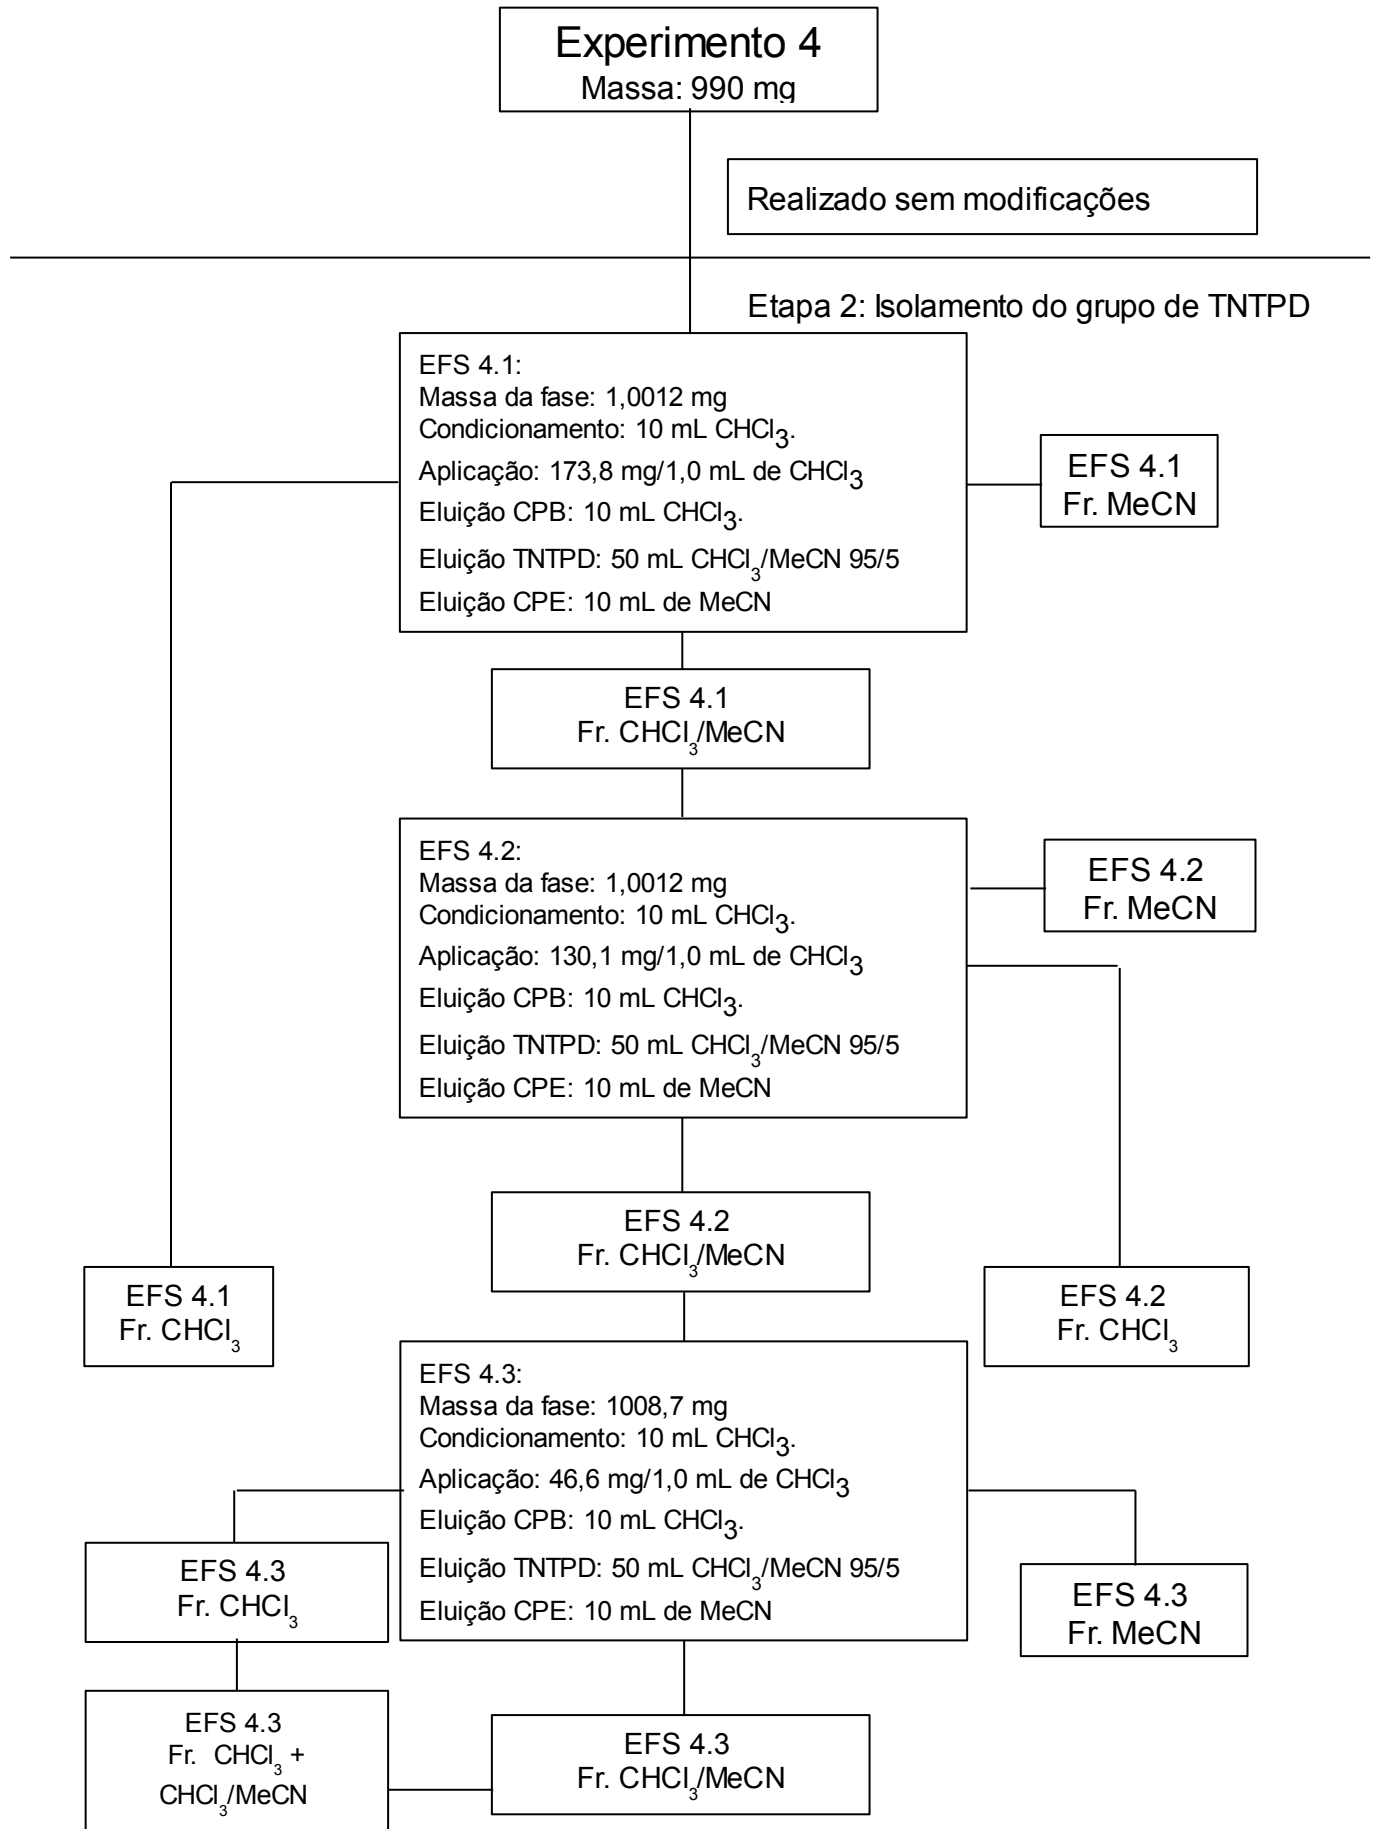 Experimento 4
Massa: 990 mg
Realizado sem modificações
Etapa 2: Isolamento do grupo de TNTPD
EFS 4.1:
Massa da fase: 1,0012 mg
Condicionamento: 10 mL CHCl3.
Aplicação: 173,8 mg/1,0 mL de CHCl3
Eluição CPB: 10 mL CHCl3.
Eluição TNTPD: 50 mL CHCl3/MeCN 95/5
Eluição CPE: 10 mL de MeCN
EFS 4.1
Fr. MeCN
EFS 4.1
Fr. CHCl3/MeCN
EFS 4.2:
Massa da fase: 1,0012 mg
Condicionamento: 10 mL CHCl3.
Aplicação: 130,1 mg/1,0 mL de CHCl3
Eluição CPB: 10 mL CHCl3.
Eluição TNTPD: 50 mL CHCl3/MeCN 95/5
Eluição CPE: 10 mL de MeCN
EFS 4.2
Fr. MeCN
EFS 4.2
Fr. CHCl3/MeCN
EFS 4.1
Fr. CHCl3
EFS 4.2
Fr. CHCl3
EFS 4.3:
Massa da fase: 1008,7 mg
Condicionamento: 10 mL CHCl3.
Aplicação: 46,6 mg/1,0 mL de CHCl3
Eluição CPB: 10 mL CHCl3.
Eluição TNTPD: 50 mL CHCl3/MeCN 95/5
Eluição CPE: 10 mL de MeCN
EFS 4.3
Fr. CHCl3
EFS 4.3
Fr. MeCN
EFS 4.3
Fr. CHCl3 +
CHCl3/MeCN
EFS 4.3
Fr. CHCl3/MeCN